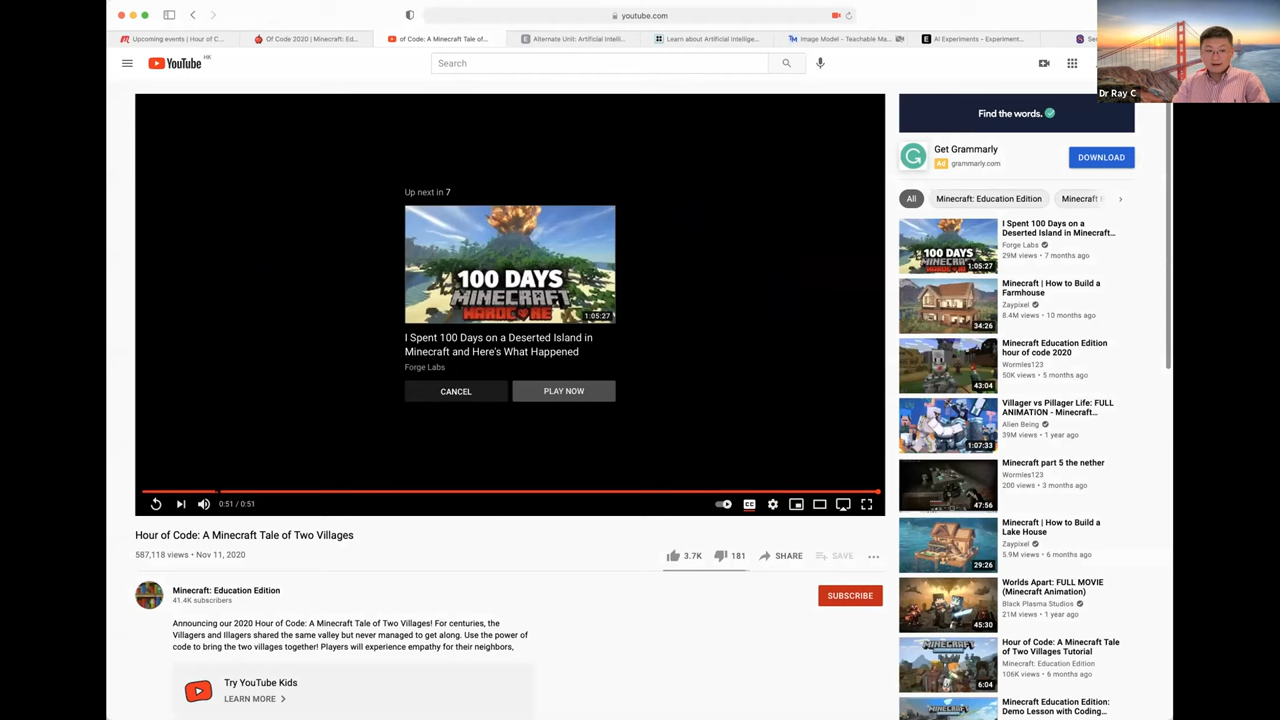 youtube.com
Upcoming events | Hour of C...
Of Code 2020 | Minecraft: Ed...
of Code: A Minecraft Tale of...
Alternate Unit: Artificial Intelli...
Learn about Artificial Intellige...
Image Model - Teachable Ma...
AI Experiments – Experiment...
YouTube HK
Search
Dr Ray C
Find the words.
Get Grammarly
Ad grammarly.com
DOWNLOAD
All
Minecraft: Education Edition
Up next in 7
100 DAYS
MINECRAFT
HARDCORE
1:05:27
I Spent 100 Days on a Deserted Island in
Minecraft and Here's What Happened
Forge Labs
CANCEL
PLAY NOW
0:51 / 0:51
CC
Hour of Code: A Minecraft Tale of Two Villages
587,118 views • Nov 11, 2020
3.7K
181
SHARE
SAVE
Minecraft: Education Edition
41.4K subscribers
SUBSCRIBE
Announcing our 2020 Hour of Code: A Minecraft Tale of Two Villages! For centuries, the
Villagers and Illagers shared the same valley but never managed to get along. Use the power of
code to bring the two villages together! Players will experience empathy for their neighbors,
Try YouTube Kids
LEARN MORE
100 DAYS
MINECRAFT
1:05:27
I Spent 100 Days on a
Deserted Island in Minecraft...
Forge Labs
29M views • 7 months ago
34:26
Minecraft | How to Build a
Farmhouse
Zaypixel
8.4M views • 10 months ago
43:04
Minecraft Education Edition
hour of code 2020
Wormies123
50K views • 5 months ago
1:07:33
Villager vs Pillager Life: FULL
ANIMATION - Minecraft...
Alien Being
39M views • 1 year ago
47:56
Minecraft part 5 the nether
Wormies123
200 views • 3 months ago
29:26
Minecraft | How to Build a
Lake House
Zaypixel
5.9M views • 6 months ago
45:30
Worlds Apart: FULL MOVIE
(Minecraft Animation)
Black Plasma Studios
21M views • 1 year ago
6:04
Hour of Code: A Minecraft Tale
of Two Villages Tutorial
Minecraft: Education Edition
106K views • 6 months ago
Minecraft Education Edition:
Demo Lesson with Coding...